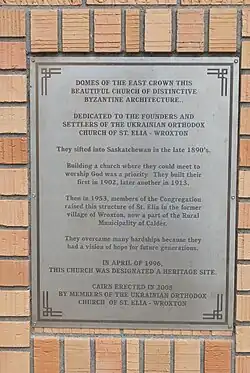 DOMES OF THE EAST CROWN THIS
BEAUTIFUL CHURCH OF DISTINCTIVE
BYZANTINE ARCHITECTURE..
DEDICATED TO THE FOUNDERS AND
SETTLERS OF THE UKRAINIAN ORTHODOX
CHURCH OF ST. ELIA - WROXTON
They sifted into Saskatchewan in the late 1890's.
Building a church where they could meet to
worship God was a priority. They built their
first in 1902, later another in 1913.
Then in 1953, members of the Congregation
raised this structure of St. Elia in the former
village of Wroxton, now a part of the Rural
Municipality of Calder.
They overcame many hardships because they
had a vision of hope for future generations.
IN APRIL OF 1996,
THIS CHURCH WAS DESIGNATED A HERITAGE SITE.
CAIRN ERECTED IN 2005
BY MEMBERS OF THE UKRAINIAN ORTHODOX
CHURCH OF ST. ELIA - WROXTON